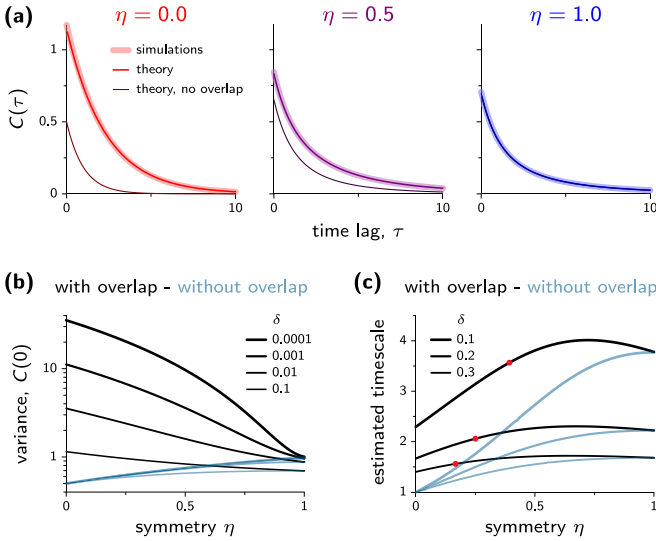 (a)
η = 0.0
η = 0.5
η = 1.0
1
0.5
0
C(τ)
simulations
theory
theory, no overlap
0 10
0 10
0 10
time lag, τ
(b)
with overlap - without overlap
δ
0.0001
0.001
0.01
0.1
10
1
variance, C(0)
0 0.5 1
symmetry η
(c)
with overlap - without overlap
δ
0.1
0.2
0.3
4
3
2
1
estimated timescale
0 0.5 1
symmetry η